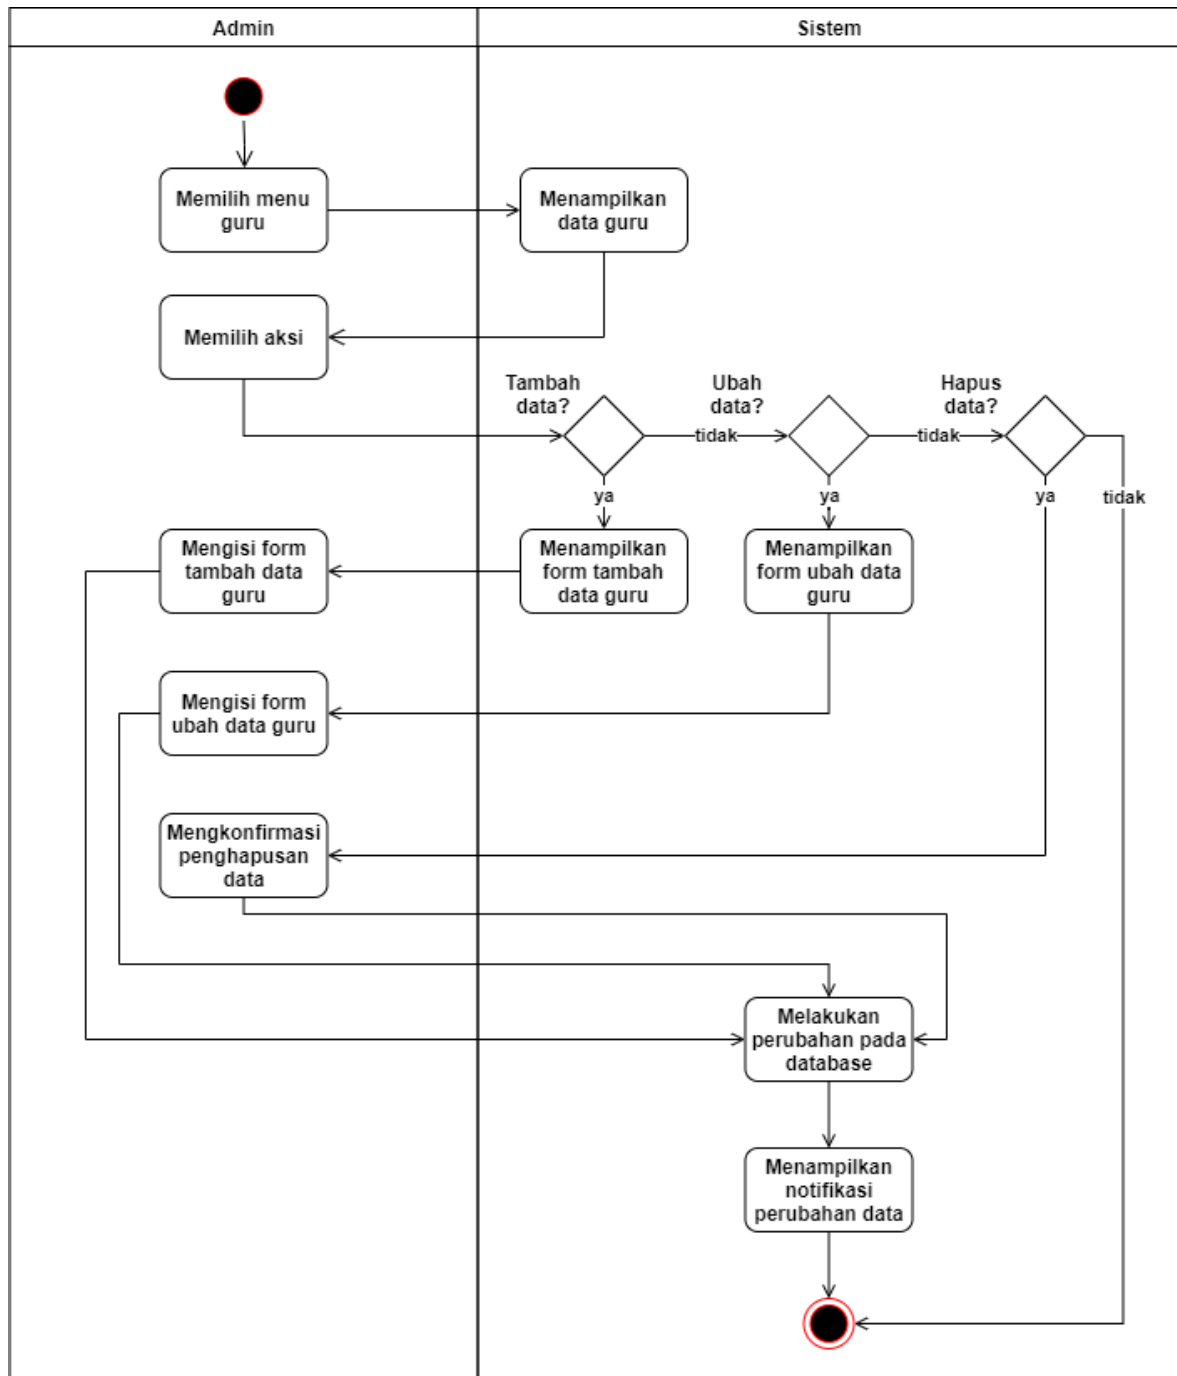 Admin
Sistem
Memilih menu
guru
Menampilkan
data guru
Memilih aksi
Tambah
data?
Ubah
data?
Hapus
data?
tidak
tidak
ya
ya
ya
tidak
Mengisi form
tambah data
guru
Menampilkan
form tambah
data guru
Menampilkan
form ubah data
guru
Mengisi form
ubah data guru
Mengkonfirmasi
penghapusan
data
Melakukan
perubahan pada
database
Menampilkan
notifikasi
perubahan data